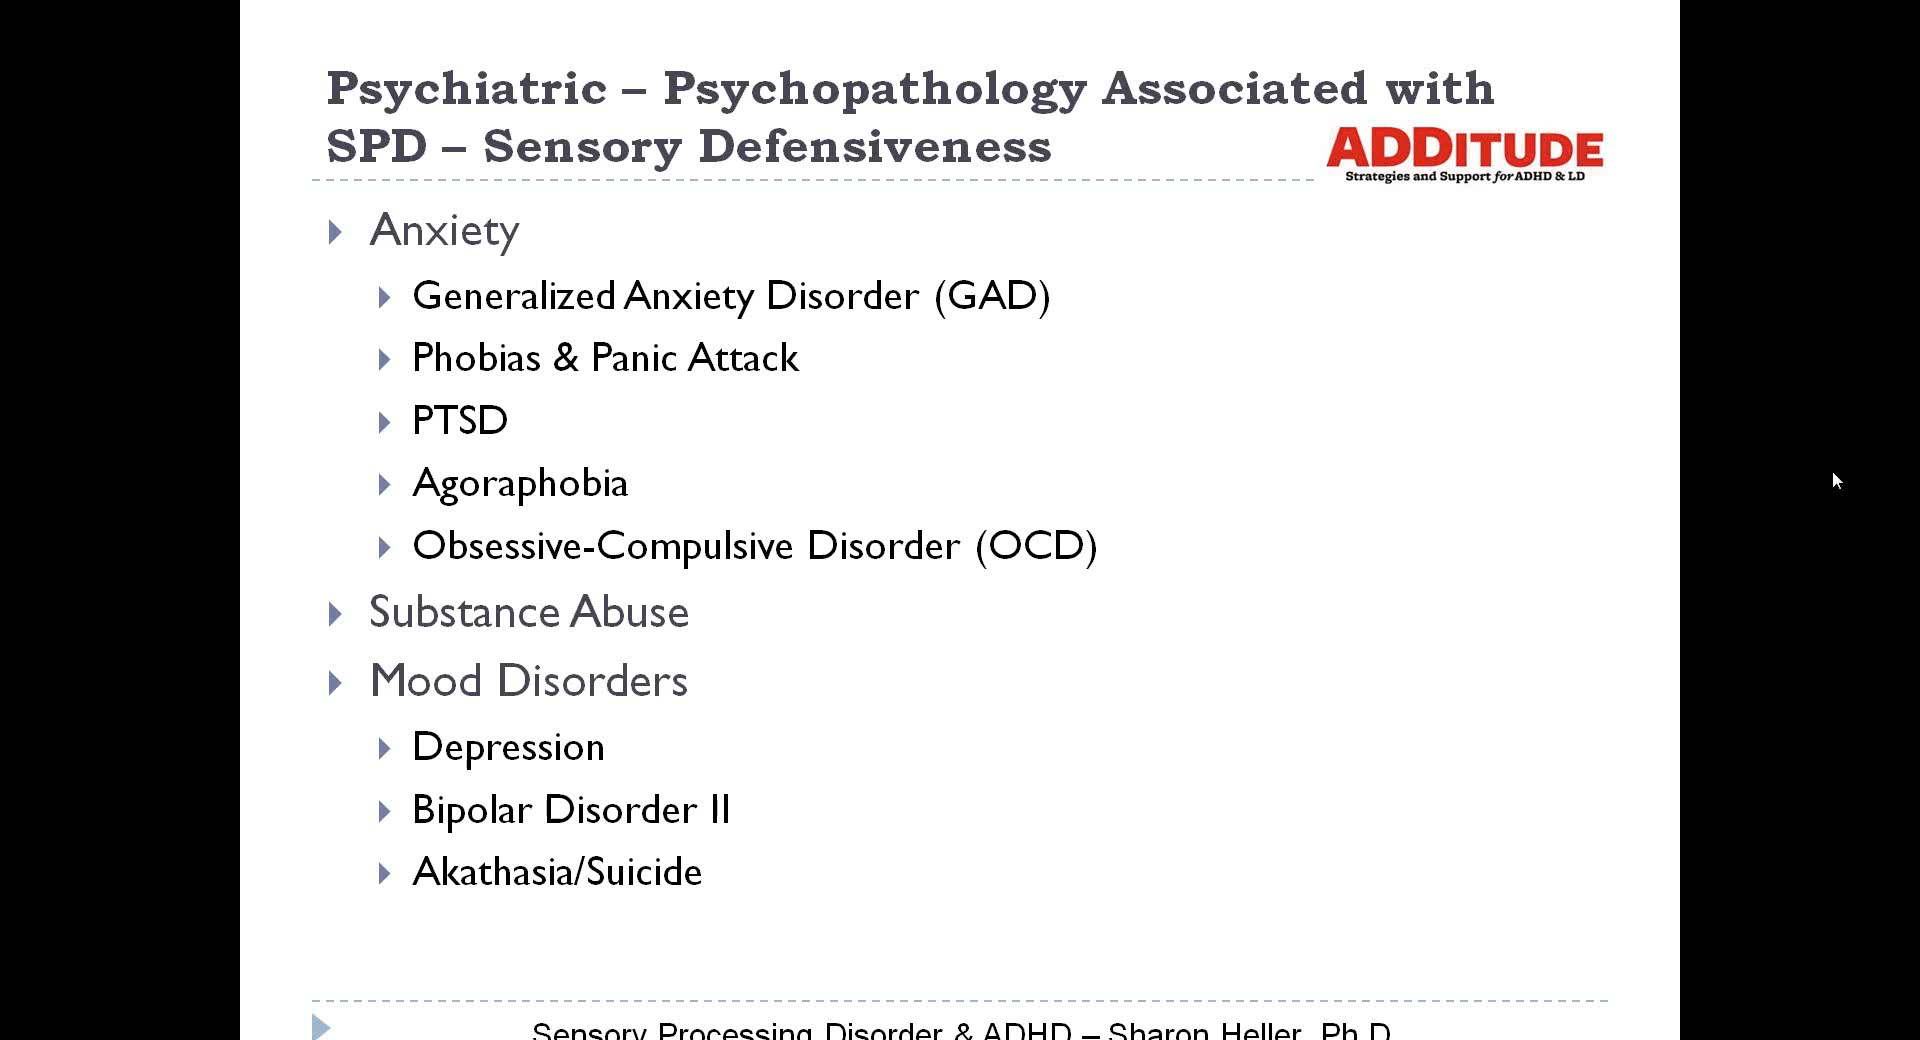 Psychiatric – Psychopathology Associated with
SPD – Sensory Defensiveness
ADDITUDE
Strategies and Support for ADHD & LD
Anxiety
Generalized Anxiety Disorder (GAD)
Phobias & Panic Attack
PTSD
Agoraphobia
Obsessive-Compulsive Disorder (OCD)
Substance Abuse
Mood Disorders
Depression
Bipolar Disorder II
Akathasia/Suicide
Sensory Processing Disorder & ADHD – Sharon Heller, Ph.D.